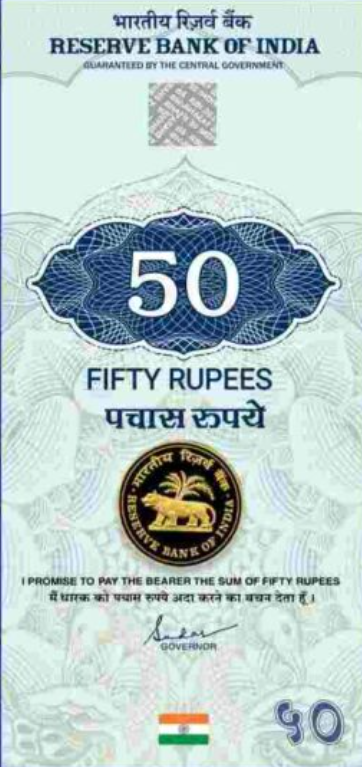 भारतीय रिज़र्व बैंक
RESERVE BANK OF INDIA
GUARANTEED BY THE CENTRAL GOVERNMENT
50
FIFTY RUPEES
पचास रुपये
भारतीय रिज़र्व बैंक
RESERVE BANK OF INDIA
I PROMISE TO PAY THE BEARER THE SUM OF FIFTY RUPEES
मैं धारक को पचास रुपये अदा करने का वचन देता हूँ।
GOVERNOR
५०